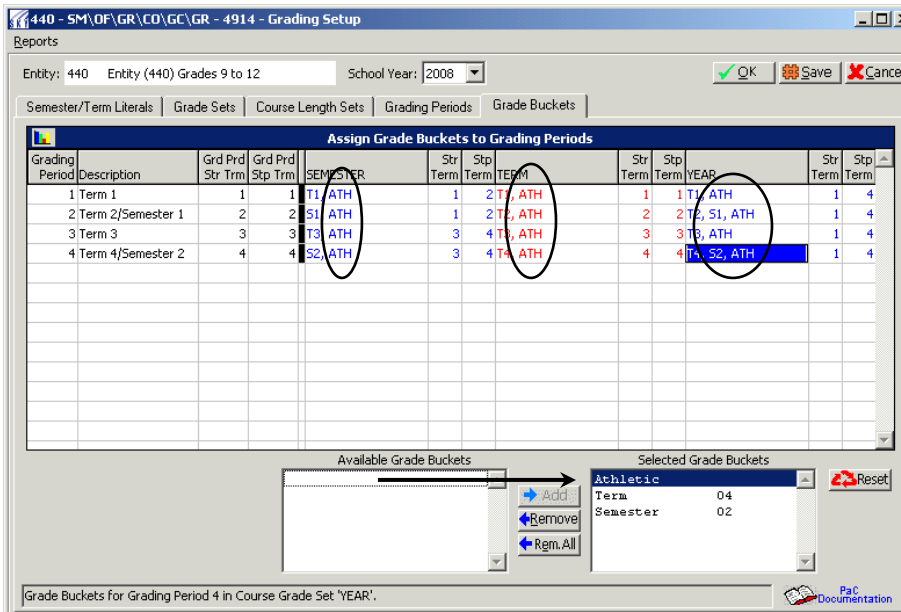 440 - SM\OF\GR\CO\GC\GR - 4914 - Grading Setup
Reports
Entity: 440 Entity (440) Grades 9 to 12 School Year: 2008 OK Save Cance
Semester/Term Literals Grade Sets Course Length Sets Grading Periods Grade Buckets
Assign Grade Buckets to Grading Periods
Grading Grd Prd Grd Prd Str Stp Str Stp Str Stp
Period Description Str Trm Stp Trm SEMESTER Term Term TERM Term Term YEAR Term Term
1 Term 1 1 1 T1, ATH 1 2 T1, ATH 1 1 T1, ATH 1 4
2 Term 2/Semester 1 2 2 S1, ATH 1 2 T2, ATH 2 2 T2, S1, ATH 1 4
3 Term 3 3 3 T3, ATH 3 4 T3, ATH 3 3 T3, ATH 1 4
4 Term 4/Semester 2 4 4 S2, ATH 3 4 T4, ATH 4 4 T4, S2, ATH 1 4
Available Grade Buckets Selected Grade Buckets
Athletic Reset
Add Term 04
Remove Semester 02
Rem.All
Grade Buckets for Grading Period 4 in Course Grade Set 'YEAR'. PaC
Documentation